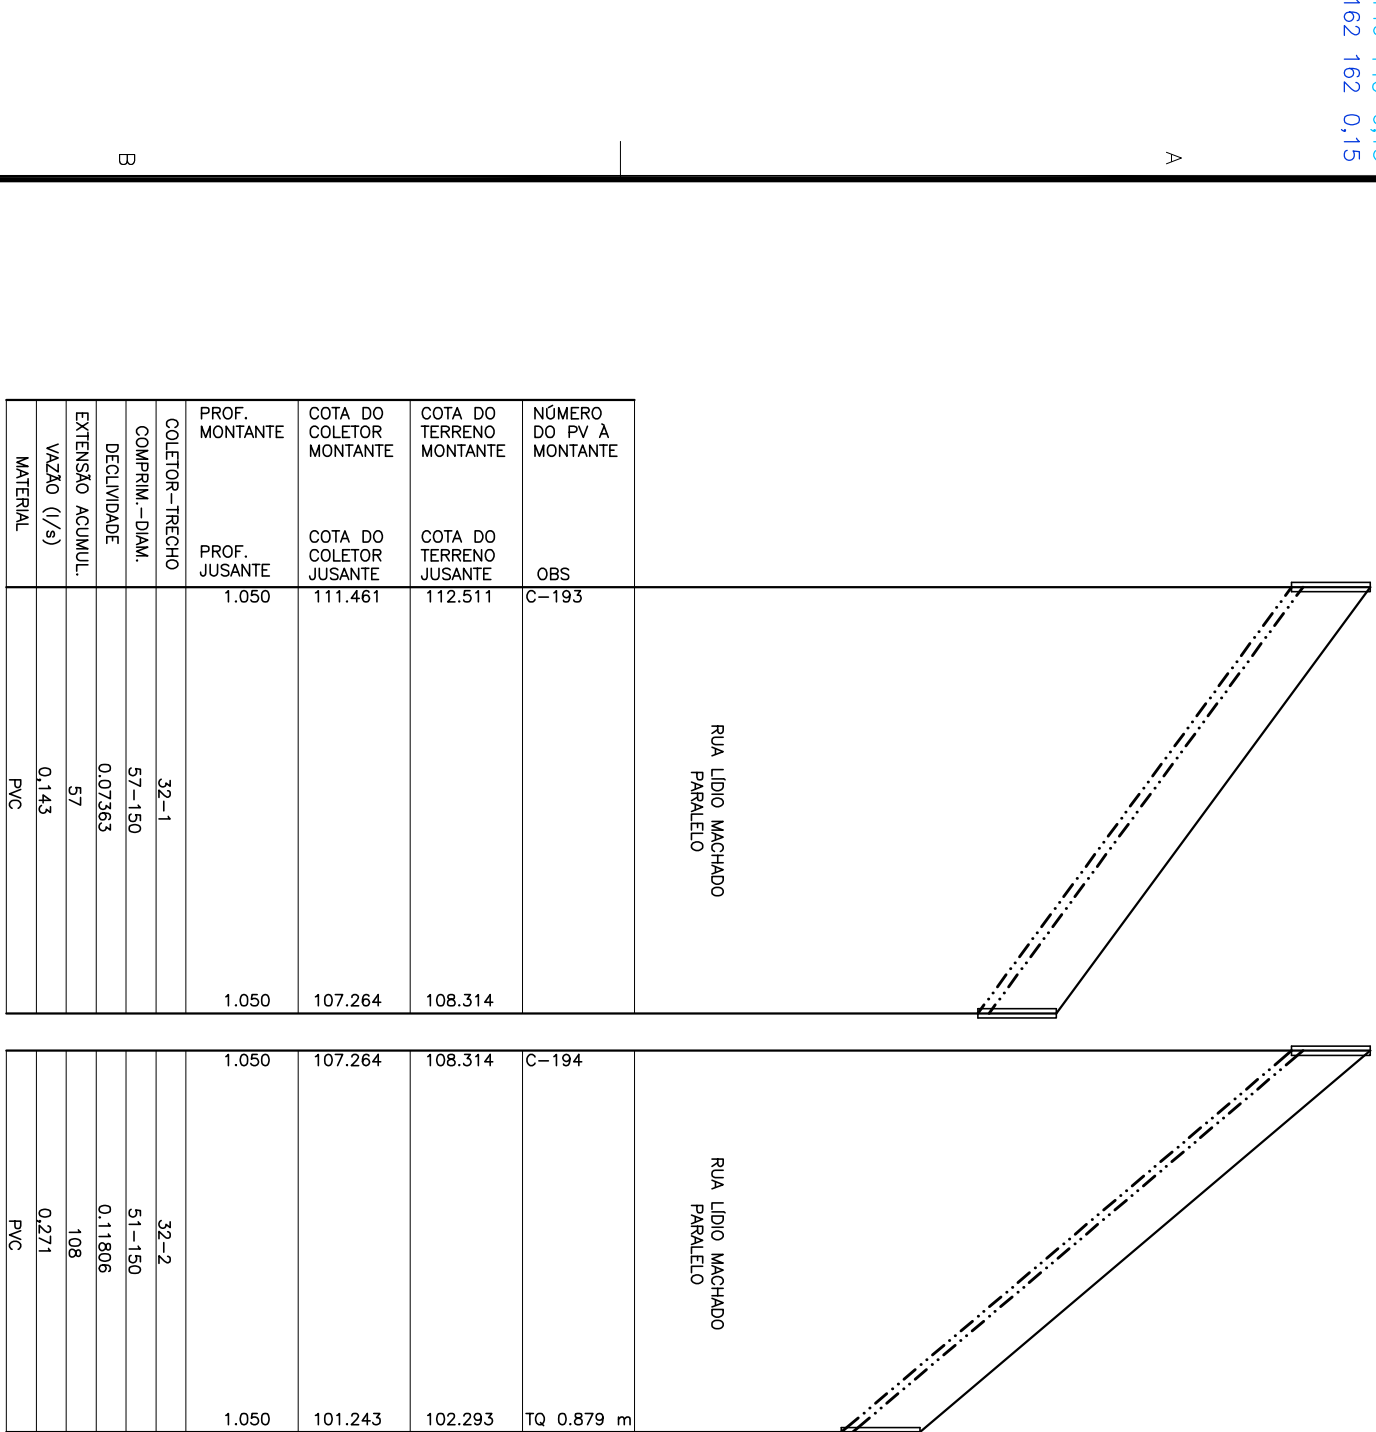 162 162 0,15
B
A
NÚMERO
DO PV À
MONTANTE
OBS
COTA DO
TERRENO
MONTANTE
COTA DO
TERRENO
JUSANTE
COTA DO
COLETOR
MONTANTE
COTA DO
COLETOR
JUSANTE
PROF.
MONTANTE
PROF.
JUSANTE
COLETOR-TRECHO
COMPRIM.-DIAM.
DECLIVIDADE
EXTENSÃO ACUMUL.
VAZÃO (l/s)
MATERIAL
RUA LÍDIO MACHADO
PARALELO
C-193
112.511
108.314
111.461
107.264
1.050
1.050
32-1
57-150
0.07363
57
0,143
PVC
RUA LÍDIO MACHADO
PARALELO
C-194
TQ 0.879 m
108.314
102.293
107.264
101.243
1.050
1.050
32-2
51-150
0.11806
108
0,271
PVC